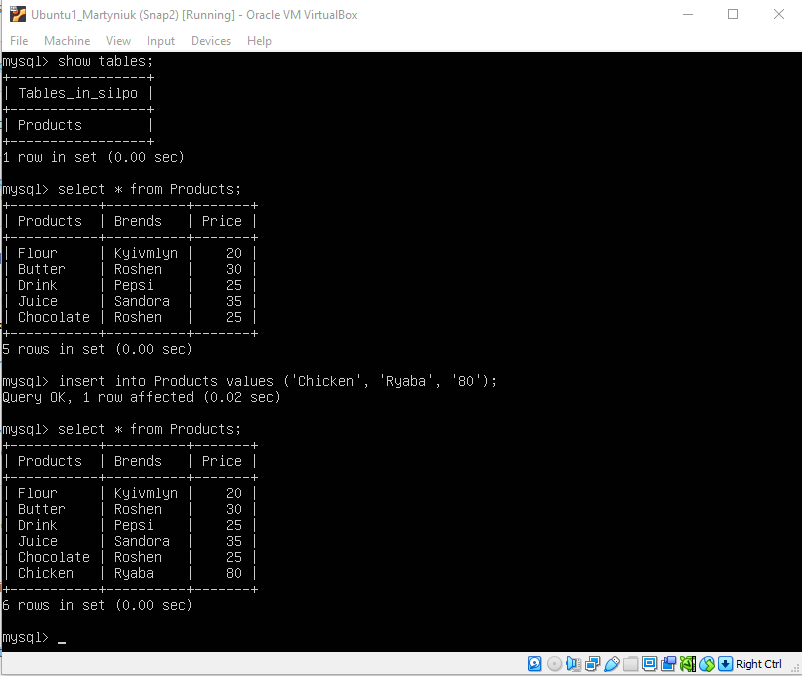 Ubuntu1_Martyniuk (Snap2) [Running] - Oracle VM VirtualBox
File Machine View Input Devices Help
mysql> show tables;
+-----------------+
| Tables_in_silpo |
+-----------------+
| Products        |
+-----------------+
1 row in set (0.00 sec)
mysql> select * from Products;
+-----------+----------+-------+
| Products  | Brends   | Price |
+-----------+----------+-------+
| Flour     | Kyivmlyn |    20 |
| Butter    | Roshen   |    30 |
| Drink     | Pepsi    |    25 |
| Juice     | Sandora  |    35 |
| Chocolate | Roshen   |    25 |
+-----------+----------+-------+
5 rows in set (0.00 sec)
mysql> insert into Products values ('Chicken', 'Ryaba', '80');
Query OK, 1 row affected (0.02 sec)
mysql> select * from Products;
+-----------+----------+-------+
| Products  | Brends   | Price |
+-----------+----------+-------+
| Flour     | Kyivmlyn |    20 |
| Butter    | Roshen   |    30 |
| Drink     | Pepsi    |    25 |
| Juice     | Sandora  |    35 |
| Chocolate | Roshen   |    25 |
| Chicken   | Ryaba    |    80 |
+-----------+----------+-------+
6 rows in set (0.00 sec)
mysql> _
Right Ctrl